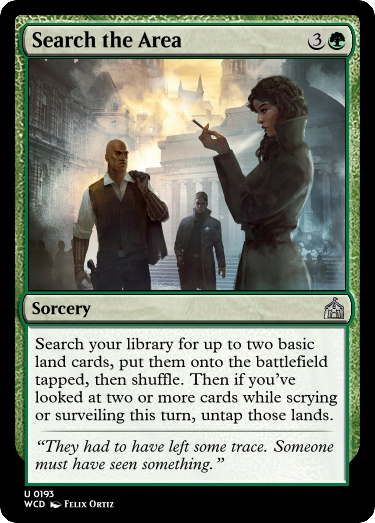 Search the Area 3
Sorcery
Search your library for up to two basic
land cards, put them onto the battlefield
tapped, then shuffle. Then if you’ve
looked at two or more cards while scrying
or surveiling this turn, untap those lands.
“They had to have left some trace. Someone
must have seen something.”
U 0193
WCD Felix Ortiz